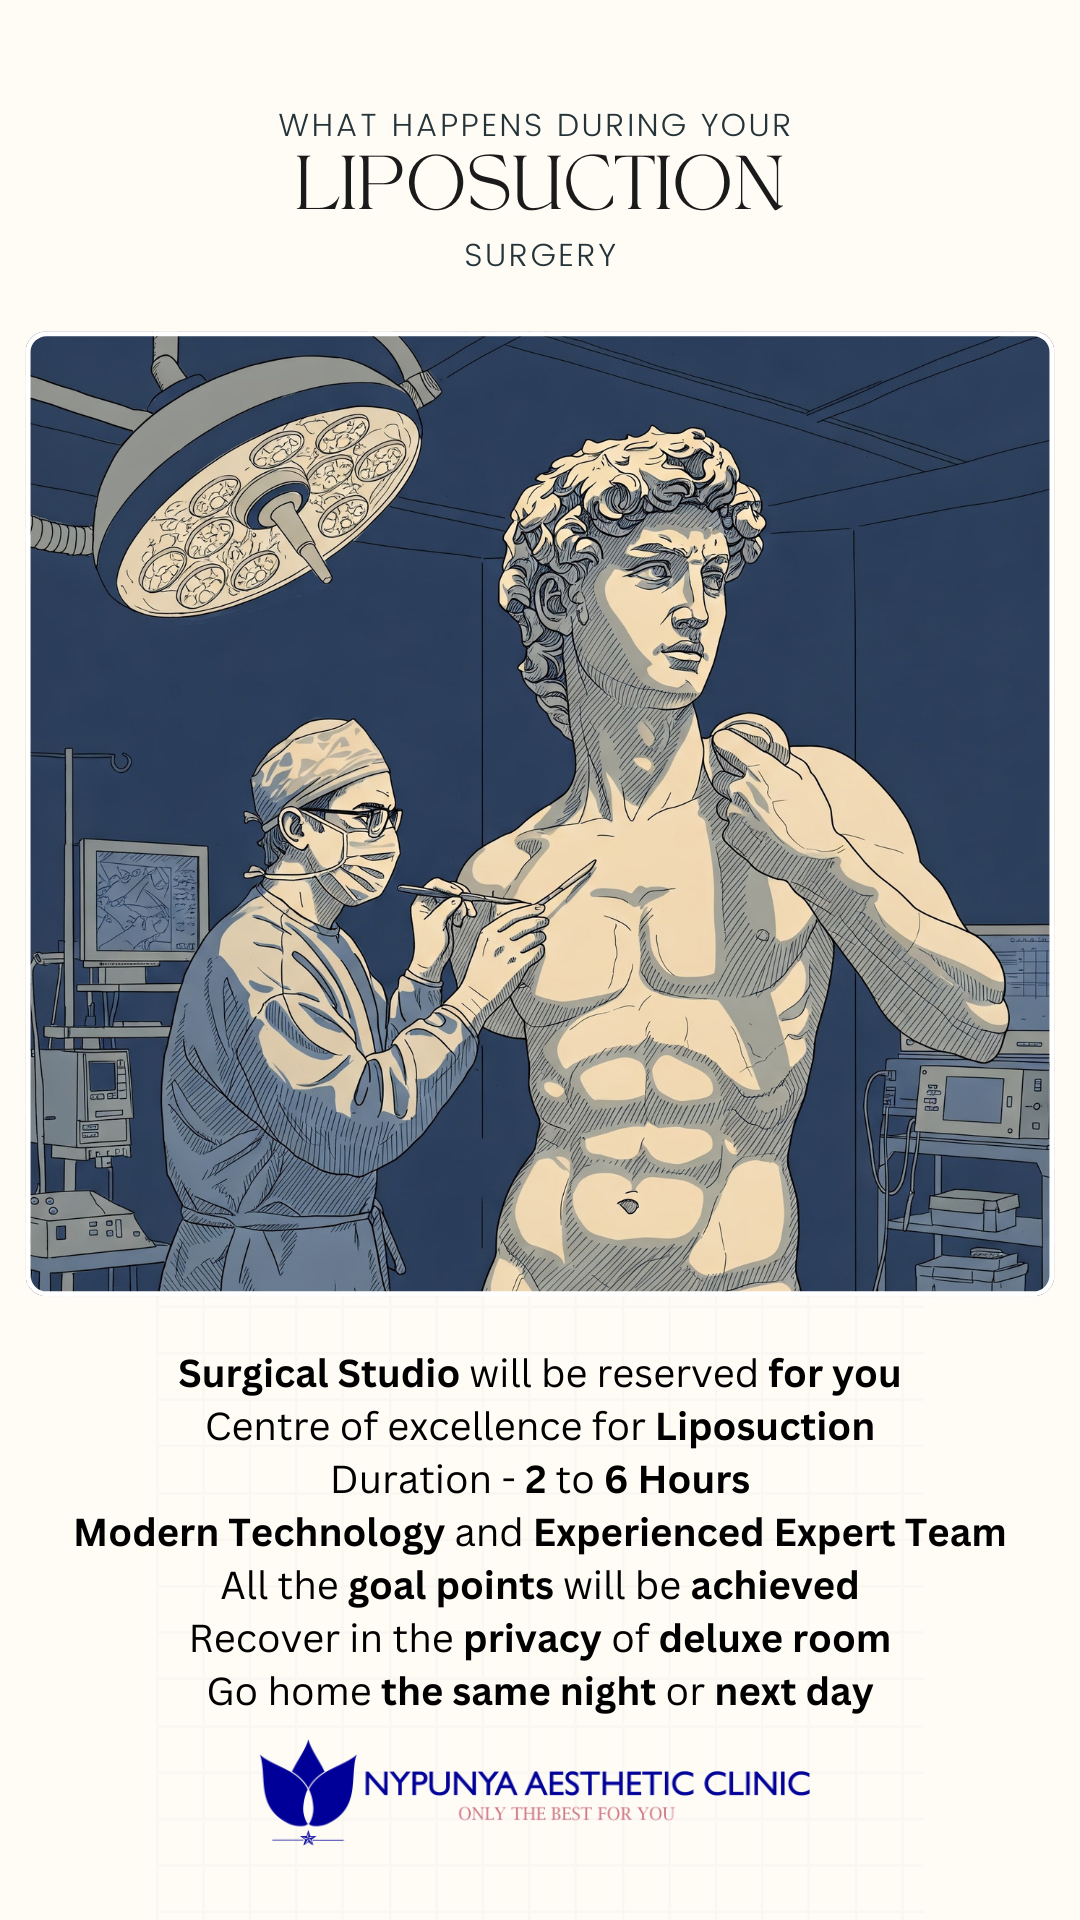 WHAT HAPPENS DURING YOUR
LIPOSUCTION
SURGERY
Surgical Studio will be reserved for you
Centre of excellence for Liposuction
Duration - 2 to 6 Hours
Modern Technology and Experienced Expert Team
All the goal points will be achieved
Recover in the privacy of deluxe room
Go home the same night or next day
NYPUNYA AESTHETIC CLINIC
ONLY THE BEST FOR YOU